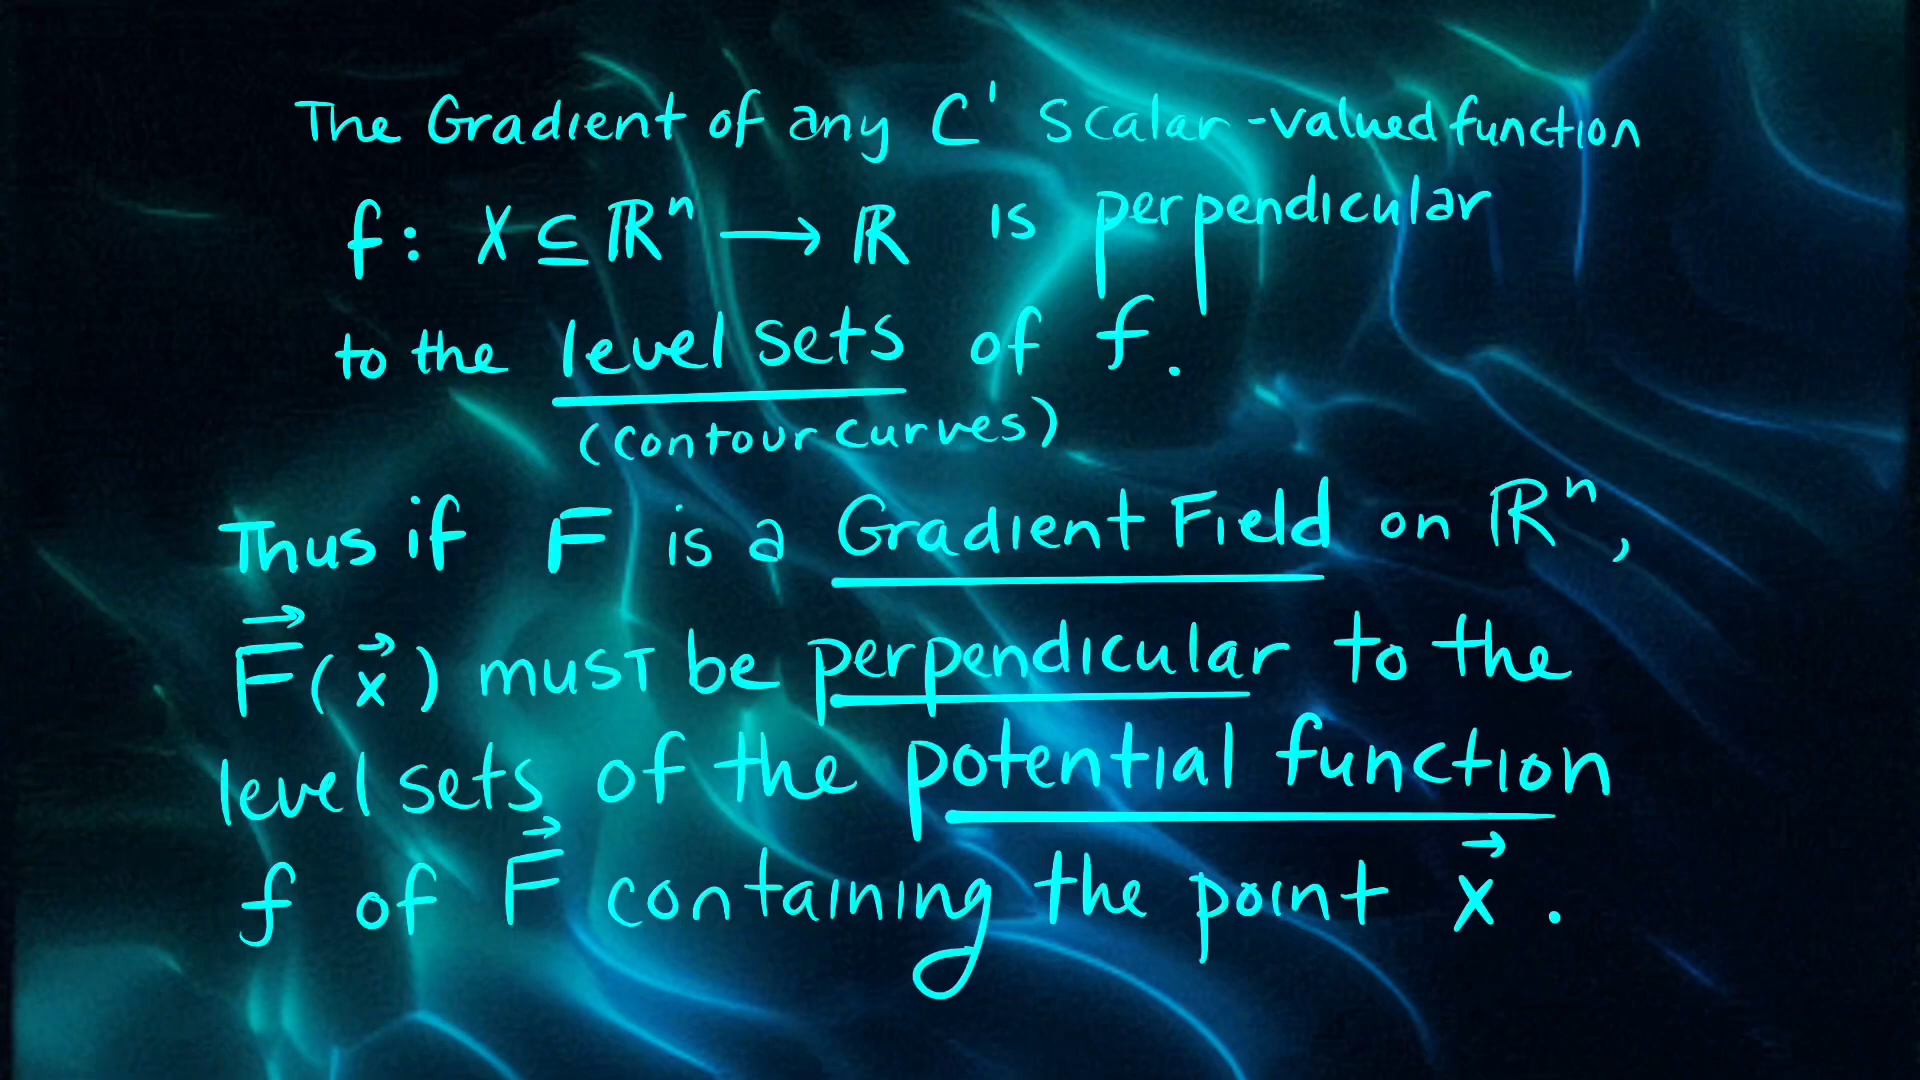 The Gradient of any C¹ scalar-valued function
f: X ⊆ ℝⁿ → ℝ is perpendicular
to the level sets of f.
(contour curves)
Thus if F is a Gradient Field on ℝⁿ,
F⃗(x⃗) must be perpendicular to the
level sets of the potential function
f of F⃗ containing the point x⃗.